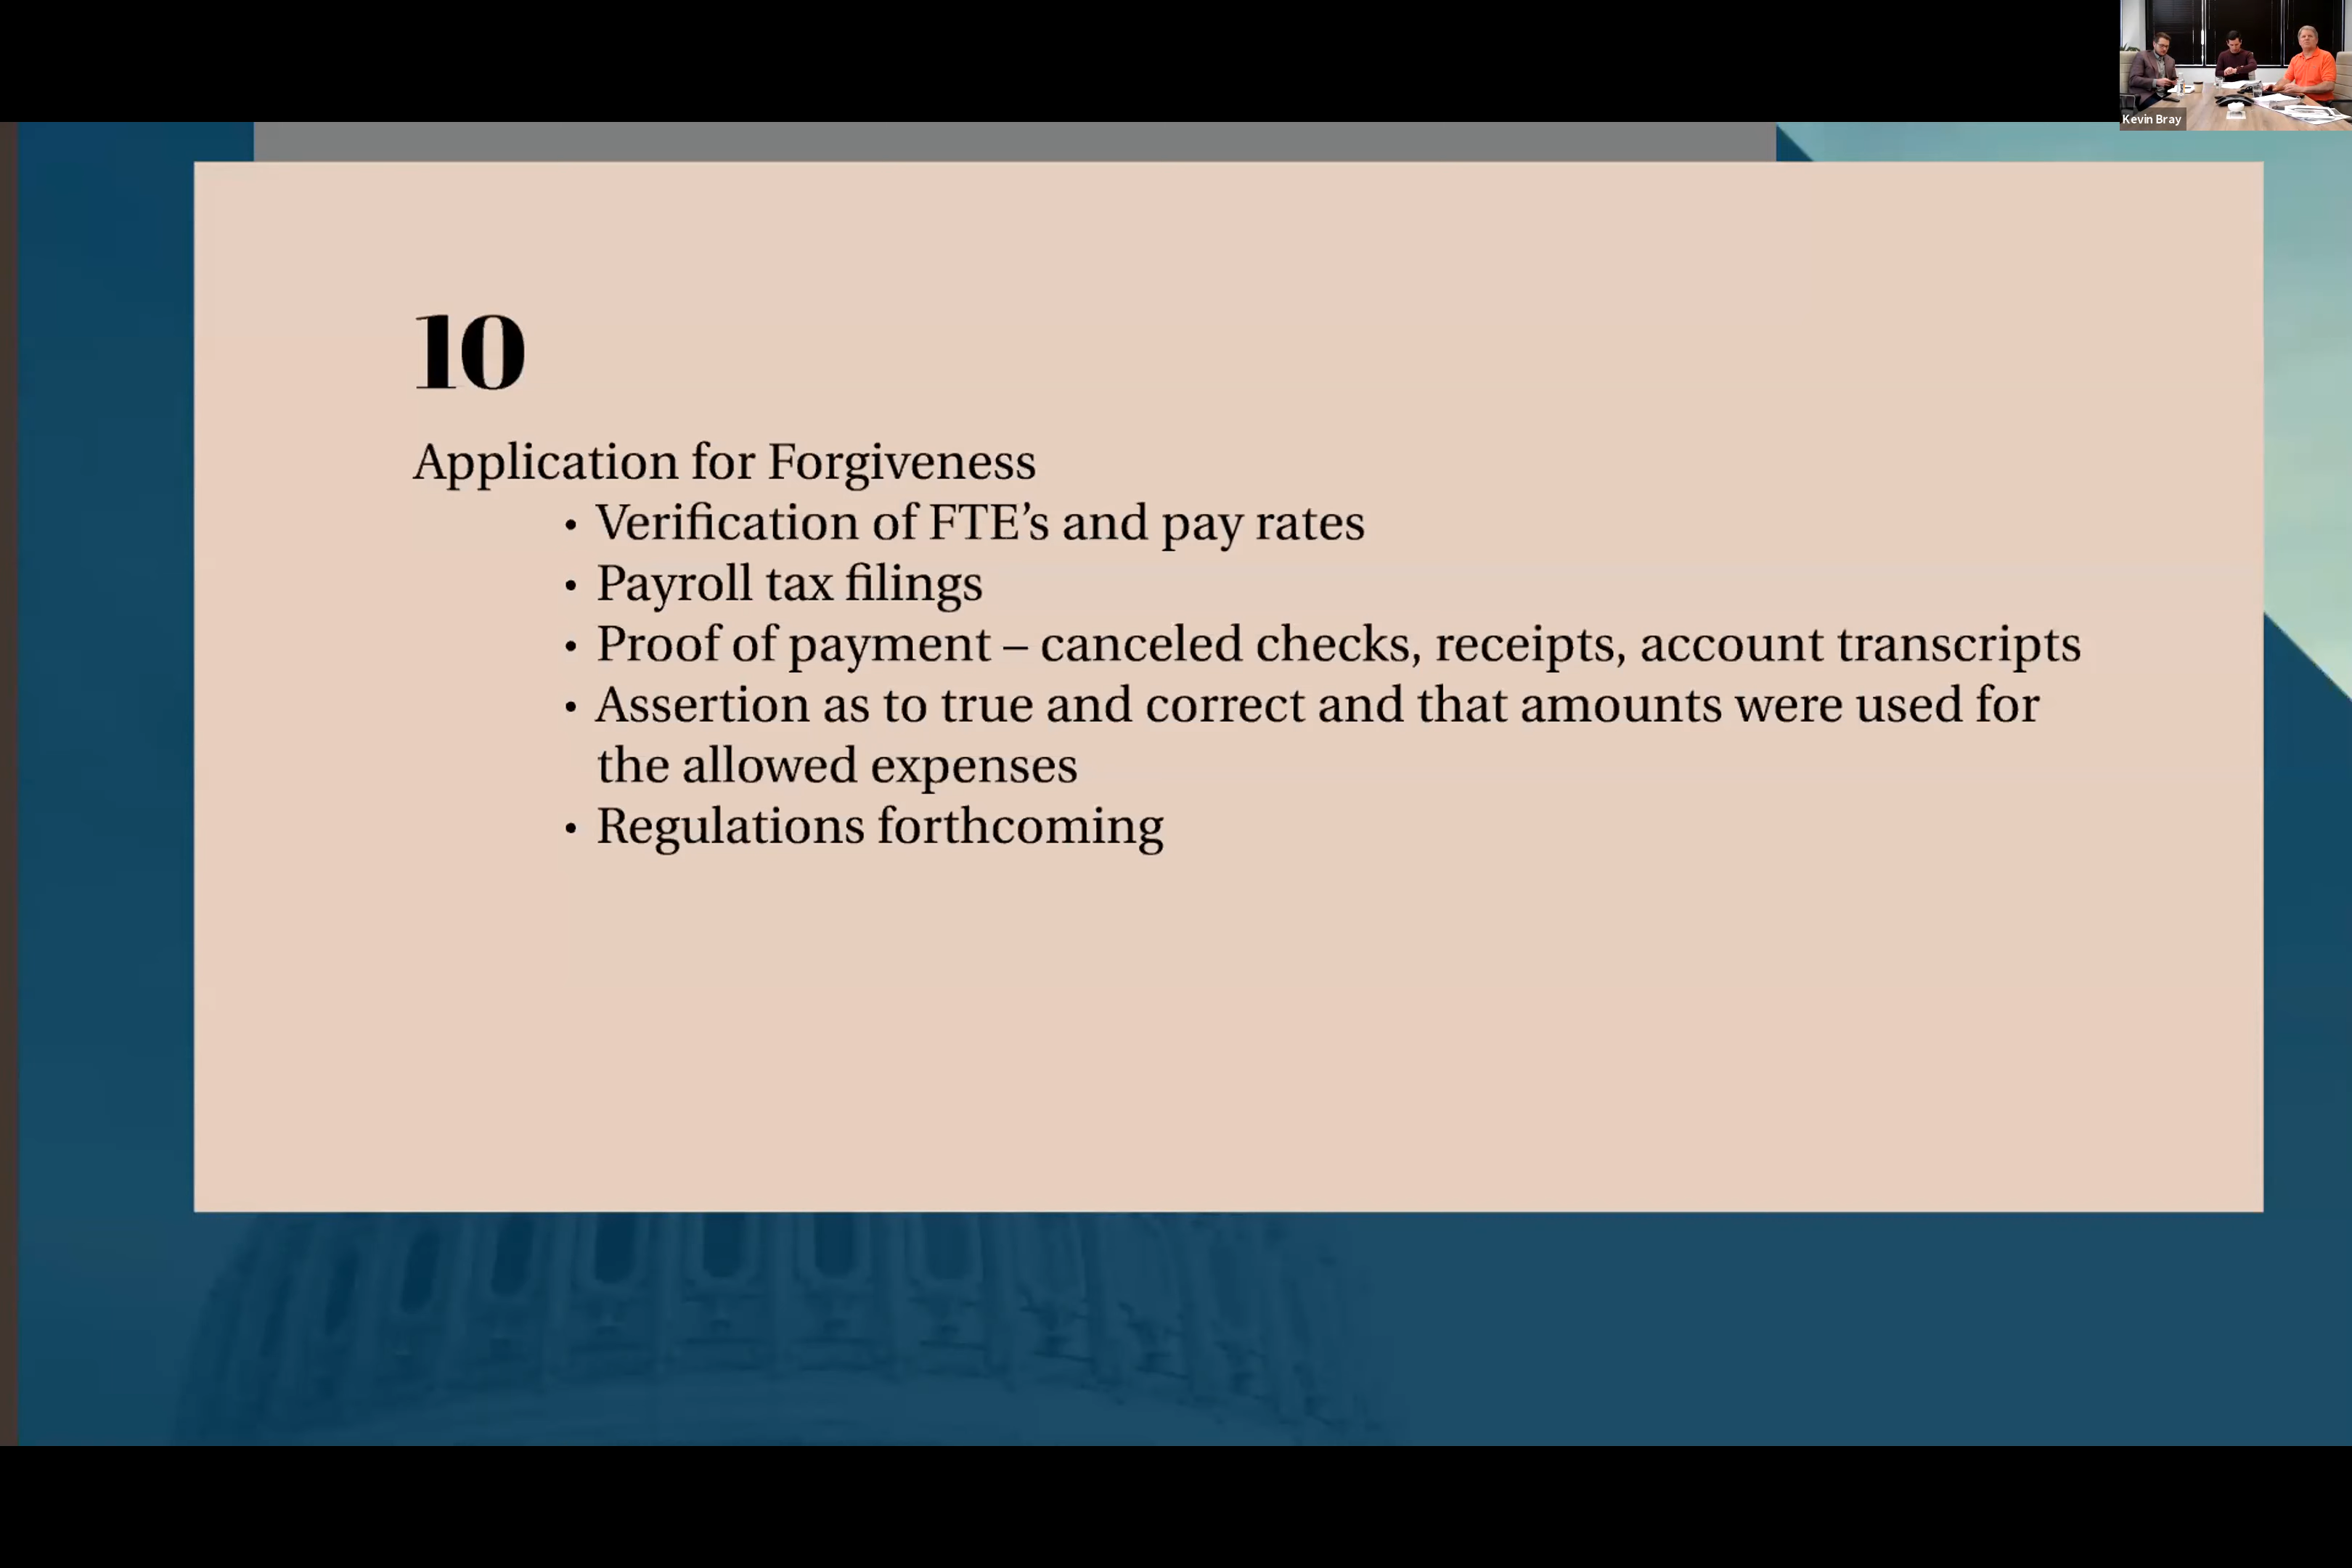 Kevin Bray
10
Application for Forgiveness
• Verification of FTE’s and pay rates
• Payroll tax filings
• Proof of payment – canceled checks, receipts, account transcripts
• Assertion as to true and correct and that amounts were used for
the allowed expenses
• Regulations forthcoming